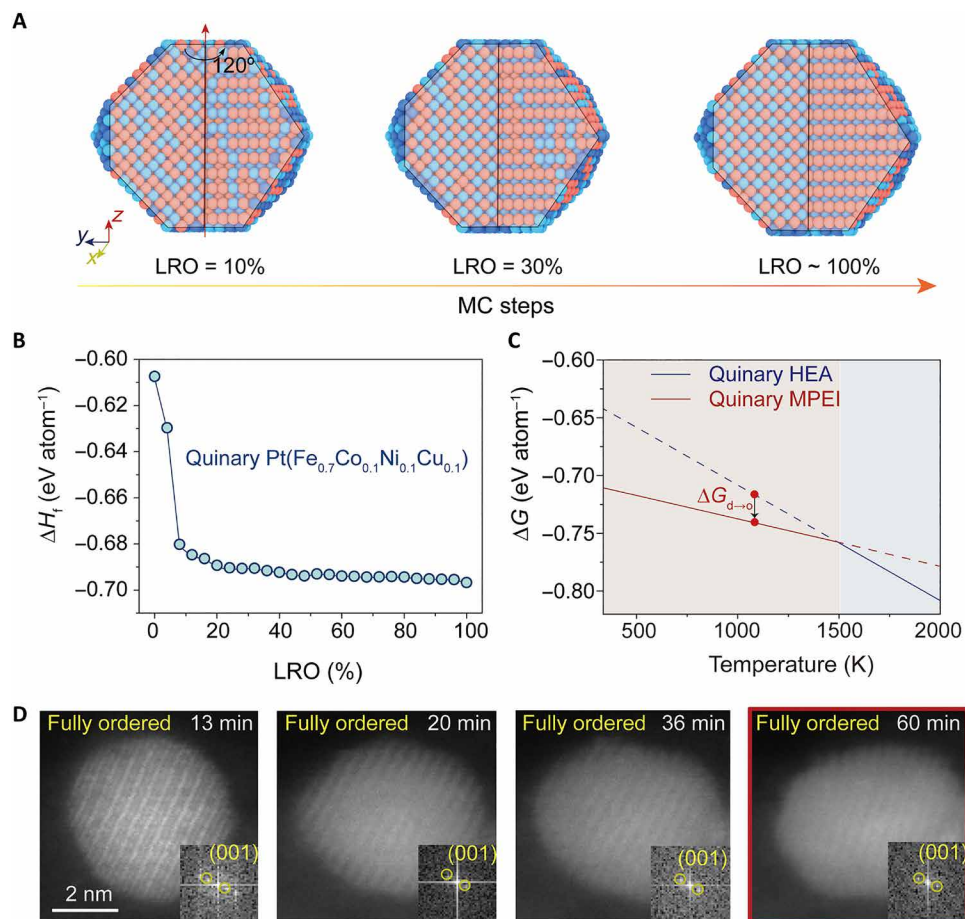 A
120°
z
y
x
LRO = 10%
LRO = 30%
LRO ~ 100%
MC steps
B
−0.60
−0.62
−0.64
−0.66
−0.68
−0.70
ΔH_f (eV atom⁻¹)
Quinary Pt(Fe₀.₇Co₀.₁Ni₀.₁Cu₀.₁)
0 20 40 60 80 100
LRO (%)
C
−0.60
−0.65
−0.70
−0.75
−0.80
ΔG (eV atom⁻¹)
Quinary HEA
Quinary MPEI
ΔG_d→o
500 1000 1500 2000
Temperature (K)
D
Fully ordered 13 min
(001)
2 nm
Fully ordered 20 min
(001)
Fully ordered 36 min
(001)
Fully ordered 60 min
(001)